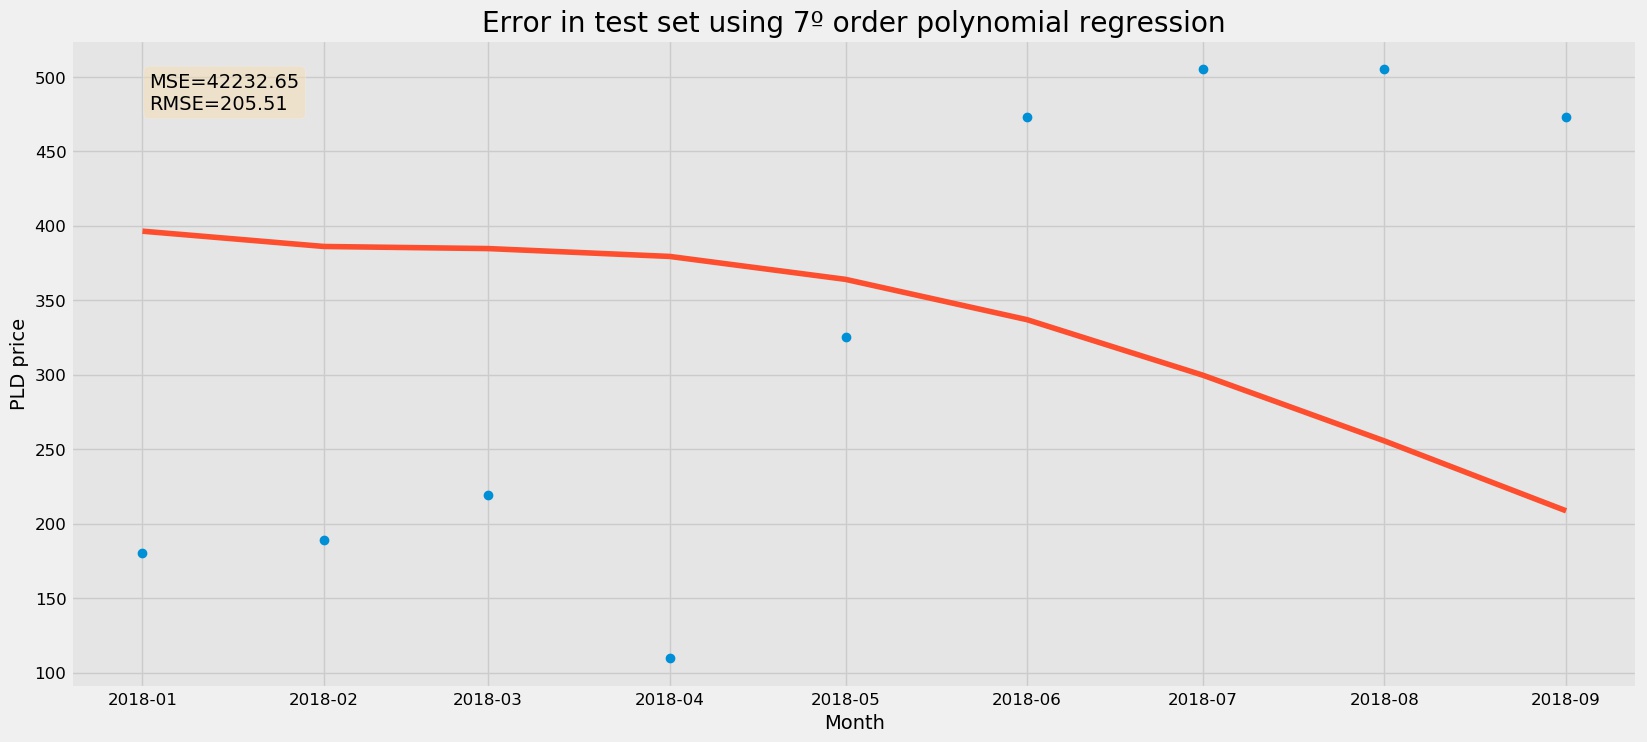 Error in test set using 7º order polynomial regression
MSE=42232.65
RMSE=205.51
500
450
400
350
300
250
200
150
100
PLD price
2018-01 2018-02 2018-03 2018-04 2018-05 2018-06 2018-07 2018-08 2018-09
Month